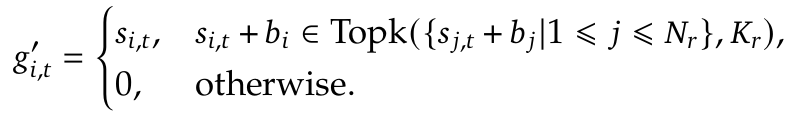 g′_{i,t} = { s_{i,t}, s_{i,t} + b_i ∈ Topk({s_{j,t} + b_j | 1 ⩽ j ⩽ N_r}, K_r),
0, otherwise.